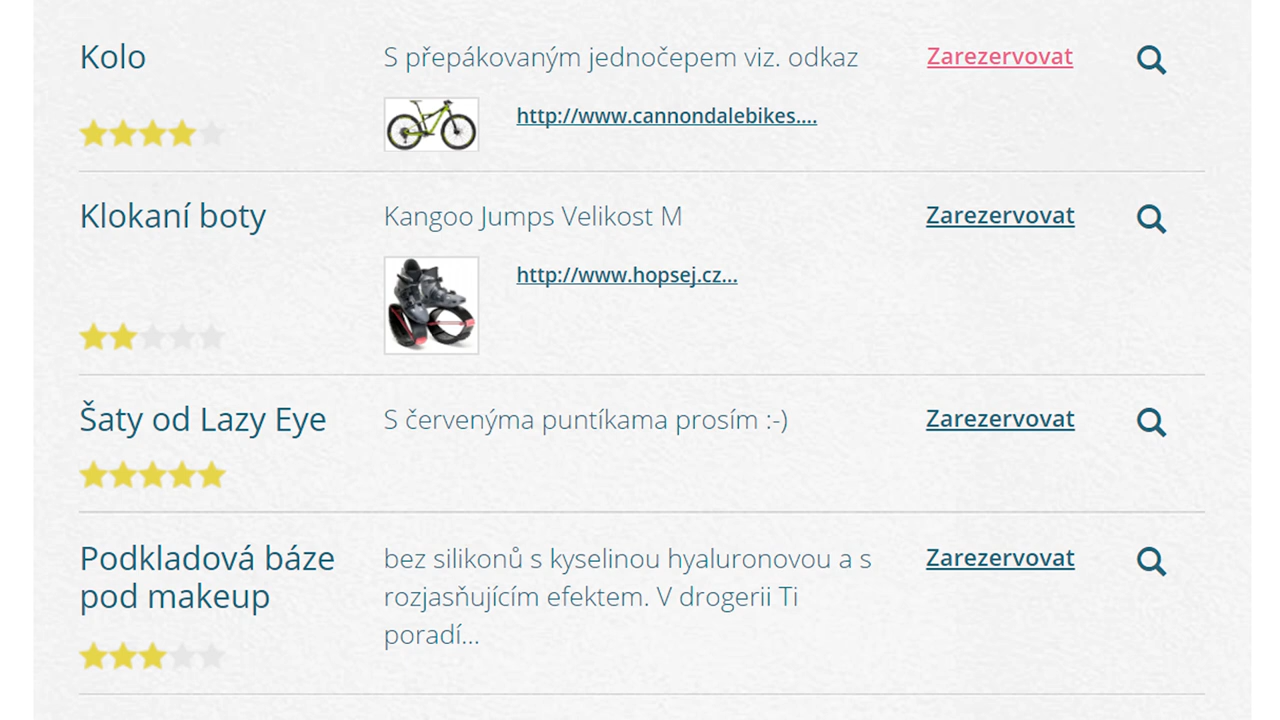 Kolo
S přepákovaným jednočepem viz. odkaz
Zarezervovat
http://www.cannondalebikes....
Klokaní boty
Kangoo Jumps Velikost M
Zarezervovat
http://www.hopsej.cz...
Šaty od Lazy Eye
S červenýma puntíkama prosím :-)
Zarezervovat
Podkladová báze
pod makeup
bez silikonů s kyselinou hyaluronovou a s
rozjasňujícím efektem. V drogerii Ti
poradí...
Zarezervovat